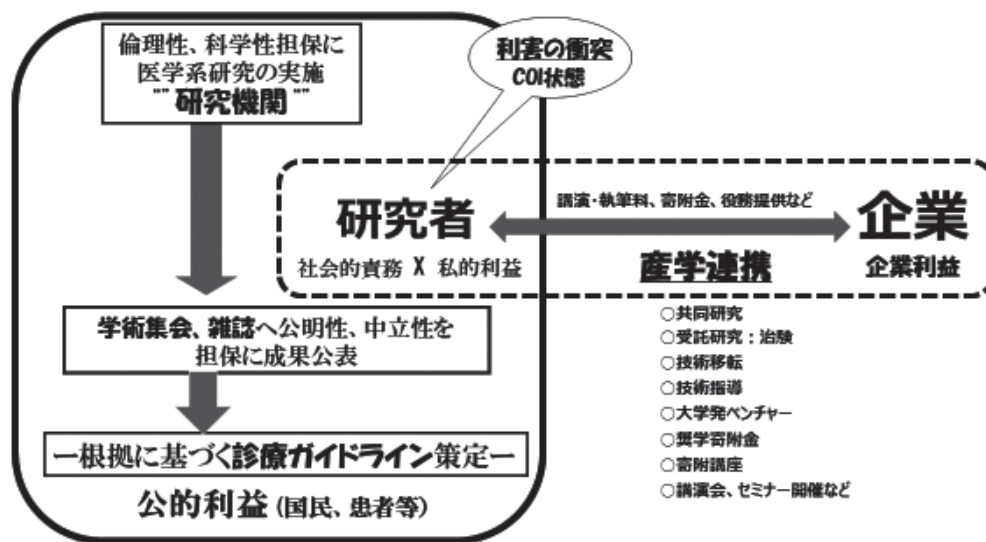 倫理性、科学性担保に
医学系研究の実施
"" 研究機関 ""
利害の衝突
COI状態
研究者
社会的責務 X 私的利益
講演・執筆料、寄附金、役務提供など
産学連携
企業
企業利益
学術集会、雑誌へ公明性、中立性を
担保に成果公表
ー根拠に基づく診療ガイドライン策定ー
公的利益 (国民、患者等)
○共同研究
○受託研究：治験
○技術移転
○技術指導
○大学発ベンチャー
○奨学寄附金
○寄附講座
○講演会、セミナー開催など